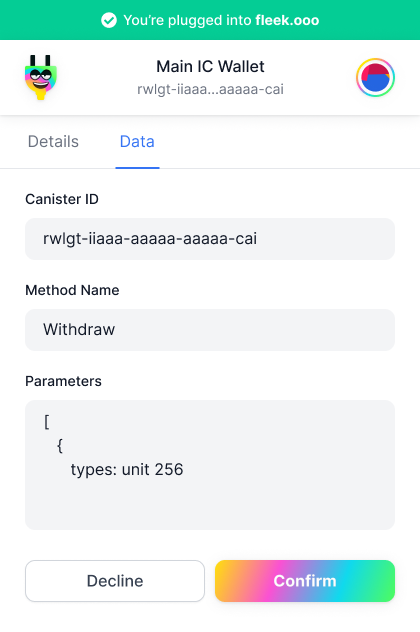 You're plugged into fleek.ooo
Main IC Wallet
rwlgt-iiaaa...aaaaa-cai
Details Data
Canister ID
rwlgt-iiaaa-aaaaa-aaaaa-cai
Method Name
Withdraw
Parameters
[
{
types: unit 256
Decline Confirm